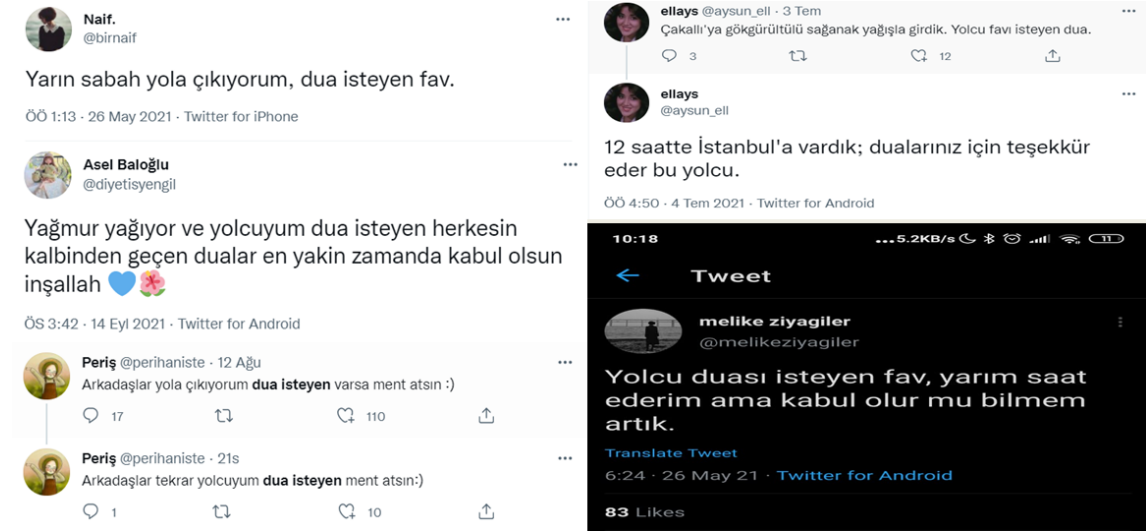 Naif.
@birnaif
Yarın sabah yola çıkıyorum, dua isteyen fav.
ÖÖ 1:13 · 26 May 2021 · Twitter for iPhone
Asel Baloğlu
@diyetisyengil
Yağmur yağıyor ve yolcuyum dua isteyen herkesin
kalbinden geçen dualar en yakin zamanda kabul olsun
inşallah 💙🌺
ÖS 3:42 · 14 Eyl 2021 · Twitter for Android
Periş @perihaniste · 12 Ağu
Arkadaşlar yola çıkıyorum dua isteyen varsa ment atsın :)
17 110
Periş @perihaniste · 21s
Arkadaşlar tekrar yolcuyum dua isteyen ment atsın:)
1 10
ellays @aysun_ell · 3 Tem
Çakallı'ya gökgürültülü sağanak yağışla girdik. Yolcu favı isteyen dua.
3 12
ellays
@aysun_ell
12 saatte İstanbul'a vardık; dualarınız için teşekkür
eder bu yolcu.
ÖÖ 4:50 · 4 Tem 2021 · Twitter for Android
10:18 ...5.2KB/s 11
Tweet
melike ziyagiler
@melikeziyagiler
Yolcu duası isteyen fav, yarım saat
ederim ama kabul olur mu bilmem
artık.
Translate Tweet
6:24 · 26 May 21 · Twitter for Android
83 Likes